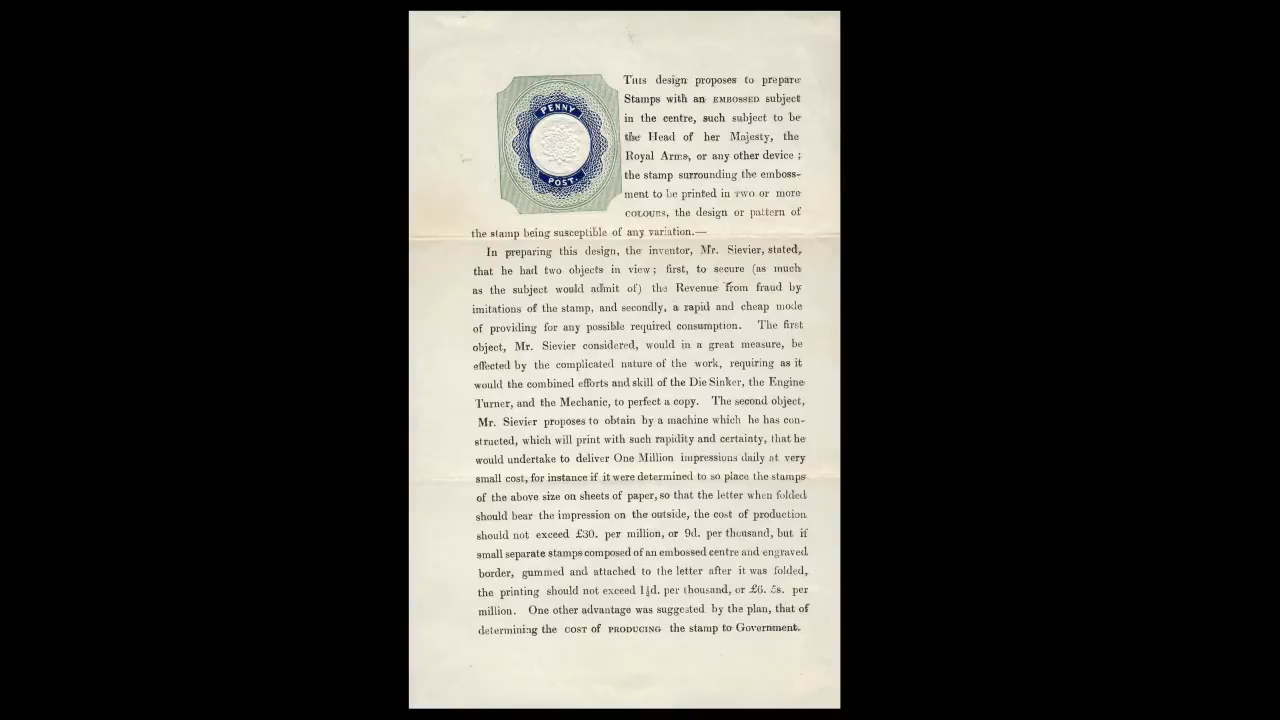 PENNY
POST.
THIS design proposes to prepare
Stamps with an EMBOSSED subject
in the centre, such subject to be
the Head of her Majesty, the
Royal Arms, or any other device ;
the stamp surrounding the emboss-
ment to be printed in TWO or more
COLOURS, the design or pattern of
the stamp being susceptible of any variation.—
In preparing this design, the inventor, Mr. Sievier, stated,
that he had two objects in view ; first, to secure (as much
as the subject would admit of) the Revenue from fraud by
imitations of the stamp, and secondly, a rapid and cheap mode
of providing for any possible required consumption. The first
object, Mr. Sievier considered, would in a great measure, be
effected by the complicated nature of the work, requiring as it
would the combined efforts and skill of the Die Sinker, the Engine
Turner, and the Mechanic, to perfect a copy. The second object,
Mr. Sievier proposes to obtain by a machine which he has con-
structed, which will print with such rapidity and certainty, that he
would undertake to deliver One Million impressions daily at very
small cost, for instance if it were determined to so place the stamps
of the above size on sheets of paper, so that the letter when folded
should bear the impression on the outside, the cost of production
should not exceed £30. per million, or 9d. per thousand, but if
small separate stamps composed of an embossed centre and engraved
border, gummed and attached to the letter after it was folded,
the printing should not exceed 1½d. per thousand, or £6. 5s. per
million. One other advantage was suggested by the plan, that of
determining the COST of PRODUCING the stamp to Government.